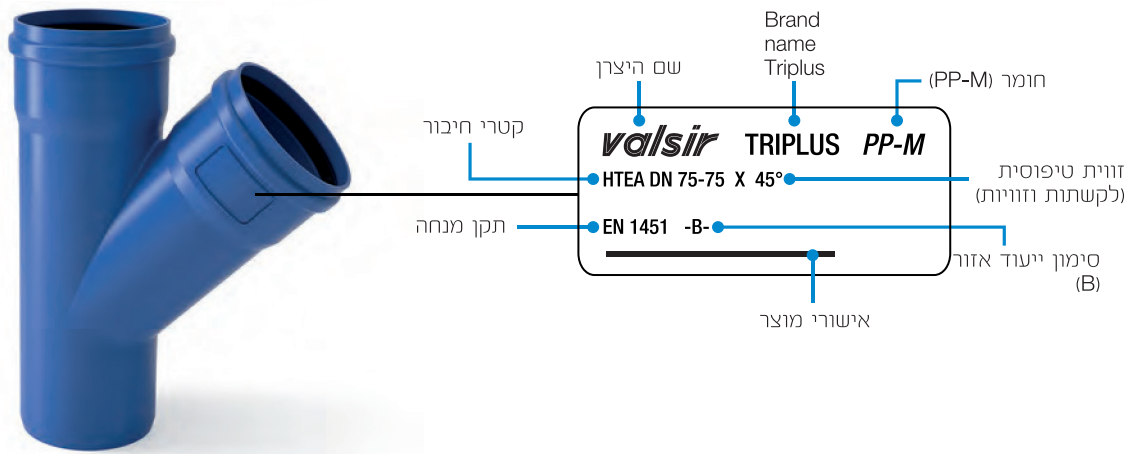 Brand
name
Triplus
שם היצרן
חומר (PP-M)
קטרי חיבור
valsir TRIPLUS PP-M
HTEA DN 75-75 X 45°
זווית טיפוסית
(לקשתות וזוויות)
תקן מנחה
EN 1451 -B-
סימון ייעוד אזור
(B)
אישורי מוצר